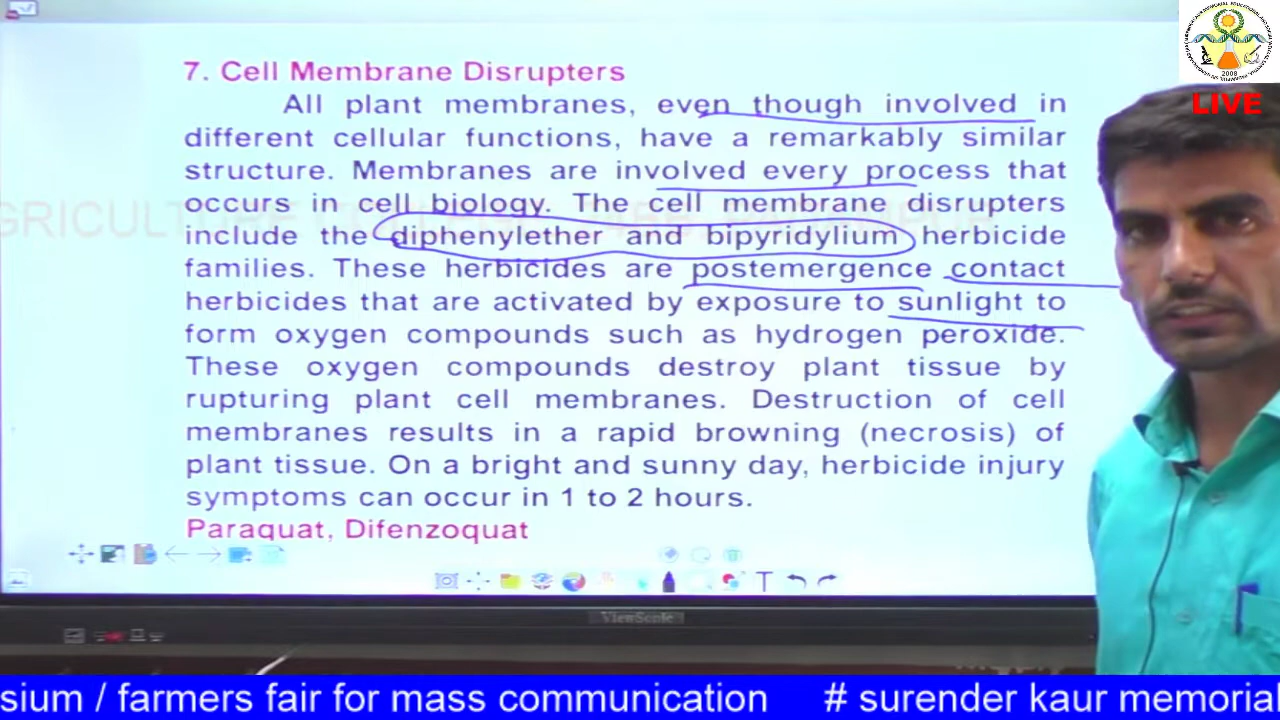 7. Cell Membrane Disrupters
All plant membranes, even though involved in
different cellular functions, have a remarkably similar
structure. Membranes are involved every process that
occurs in cell biology. The cell membrane disrupters
include the diphenylether and bipyridylium herbicide
families. These herbicides are postemergence contact
herbicides that are activated by exposure to sunlight to
form oxygen compounds such as hydrogen peroxide.
These oxygen compounds destroy plant tissue by
rupturing plant cell membranes. Destruction of cell
membranes results in a rapid browning (necrosis) of
plant tissue. On a bright and sunny day, herbicide injury
symptoms can occur in 1 to 2 hours.
Paraquat, Difenzoquat
2008
LIVE
T
sium / farmers fair for mass communication # surender kaur memorial